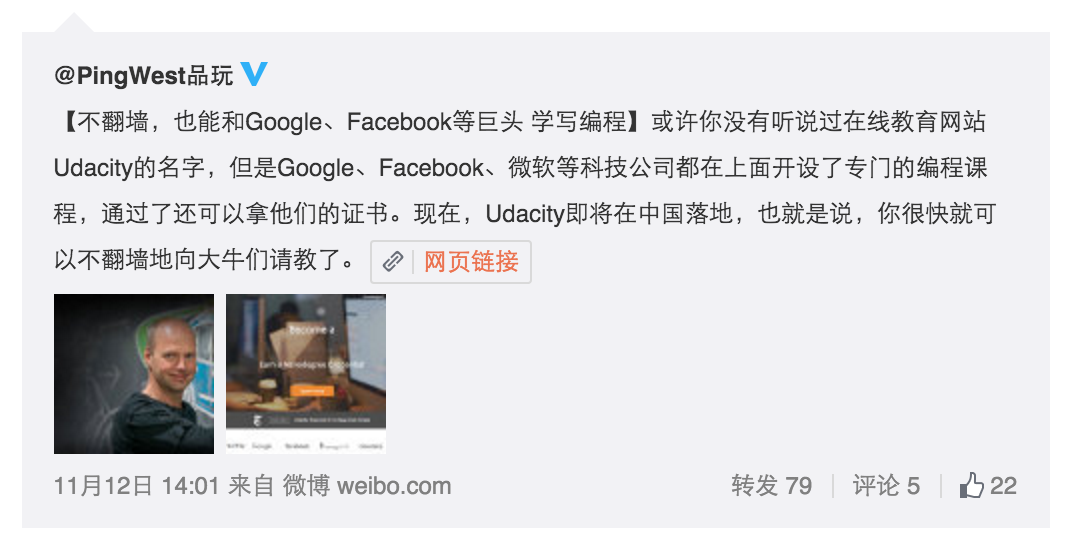 @PingWest品玩
【不翻墙，也能和Google、Facebook等巨头 学写编程】或许你没有听说过在线教育网站
Udacity的名字，但是Google、Facebook、微软等科技公司都在上面开设了专门的编程课
程，通过了还可以拿他们的证书。现在，Udacity即将在中国落地，也就是说，你很快就可
以不翻墙地向大牛们请教了。 网页链接
Become a
Earn a Nanodegree Credential
Google
11月12日 14:01 来自 微博 weibo.com
转发 79 评论 5 22